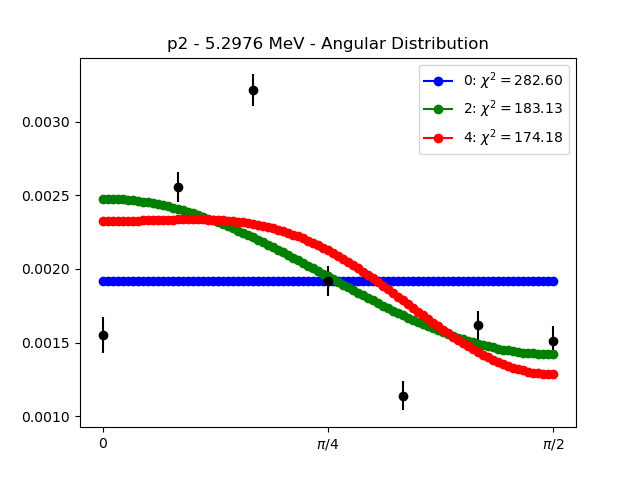 p2 - 5.2976 MeV - Angular Distribution
0: χ² = 282.60
2: χ² = 183.13
4: χ² = 174.18
0.0030
0.0025
0.0020
0.0015
0.0010
0
π/4
π/2